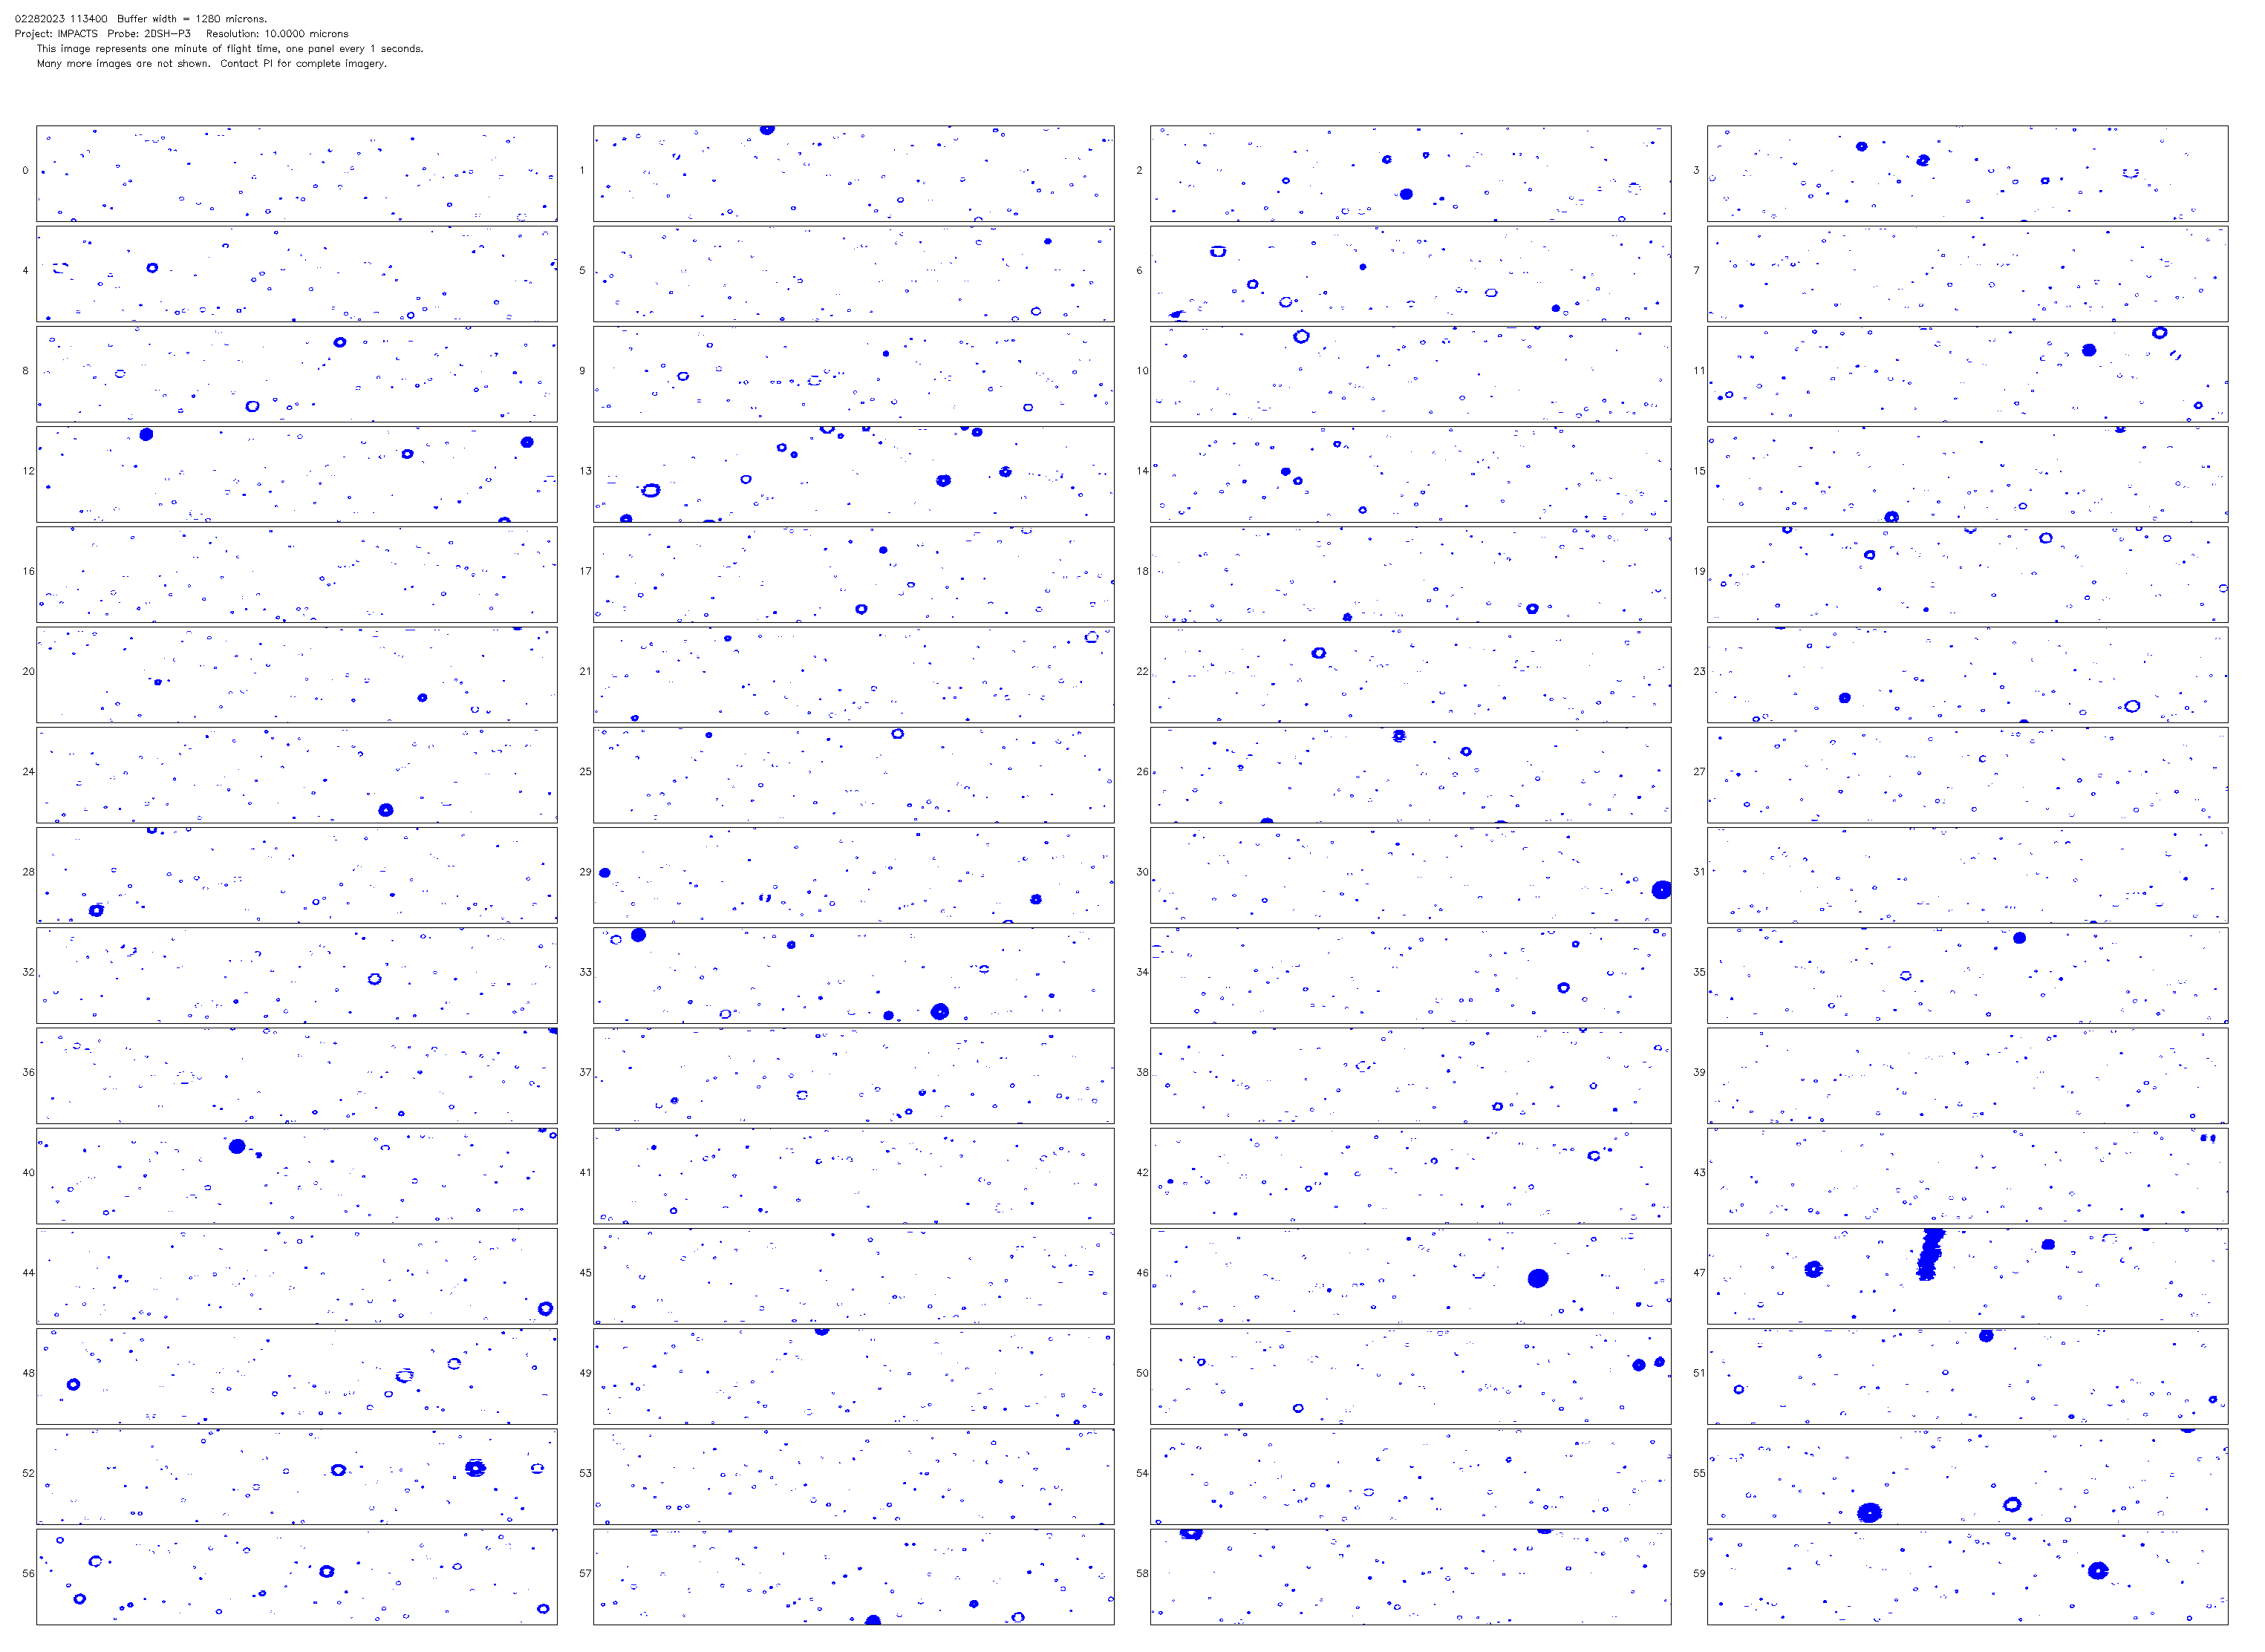 02282023 113400  Buffer width = 1280 microns.
Project: IMPACTS  Probe: 2DSH-P3  Resolution: 10.0000 microns
This image represents one minute of flight time, one panel every 1 seconds.
Many more images are not shown.  Contact PI for complete imagery.
0 1 2 3
4 5 6 7
8 9 10 11
12 13 14 15
16 17 18 19
20 21 22 23
24 25 26 27
28 29 30 31
32 33 34 35
36 37 38 39
40 41 42 43
44 45 46 47
48 49 50 51
52 53 54 55
56 57 58 59